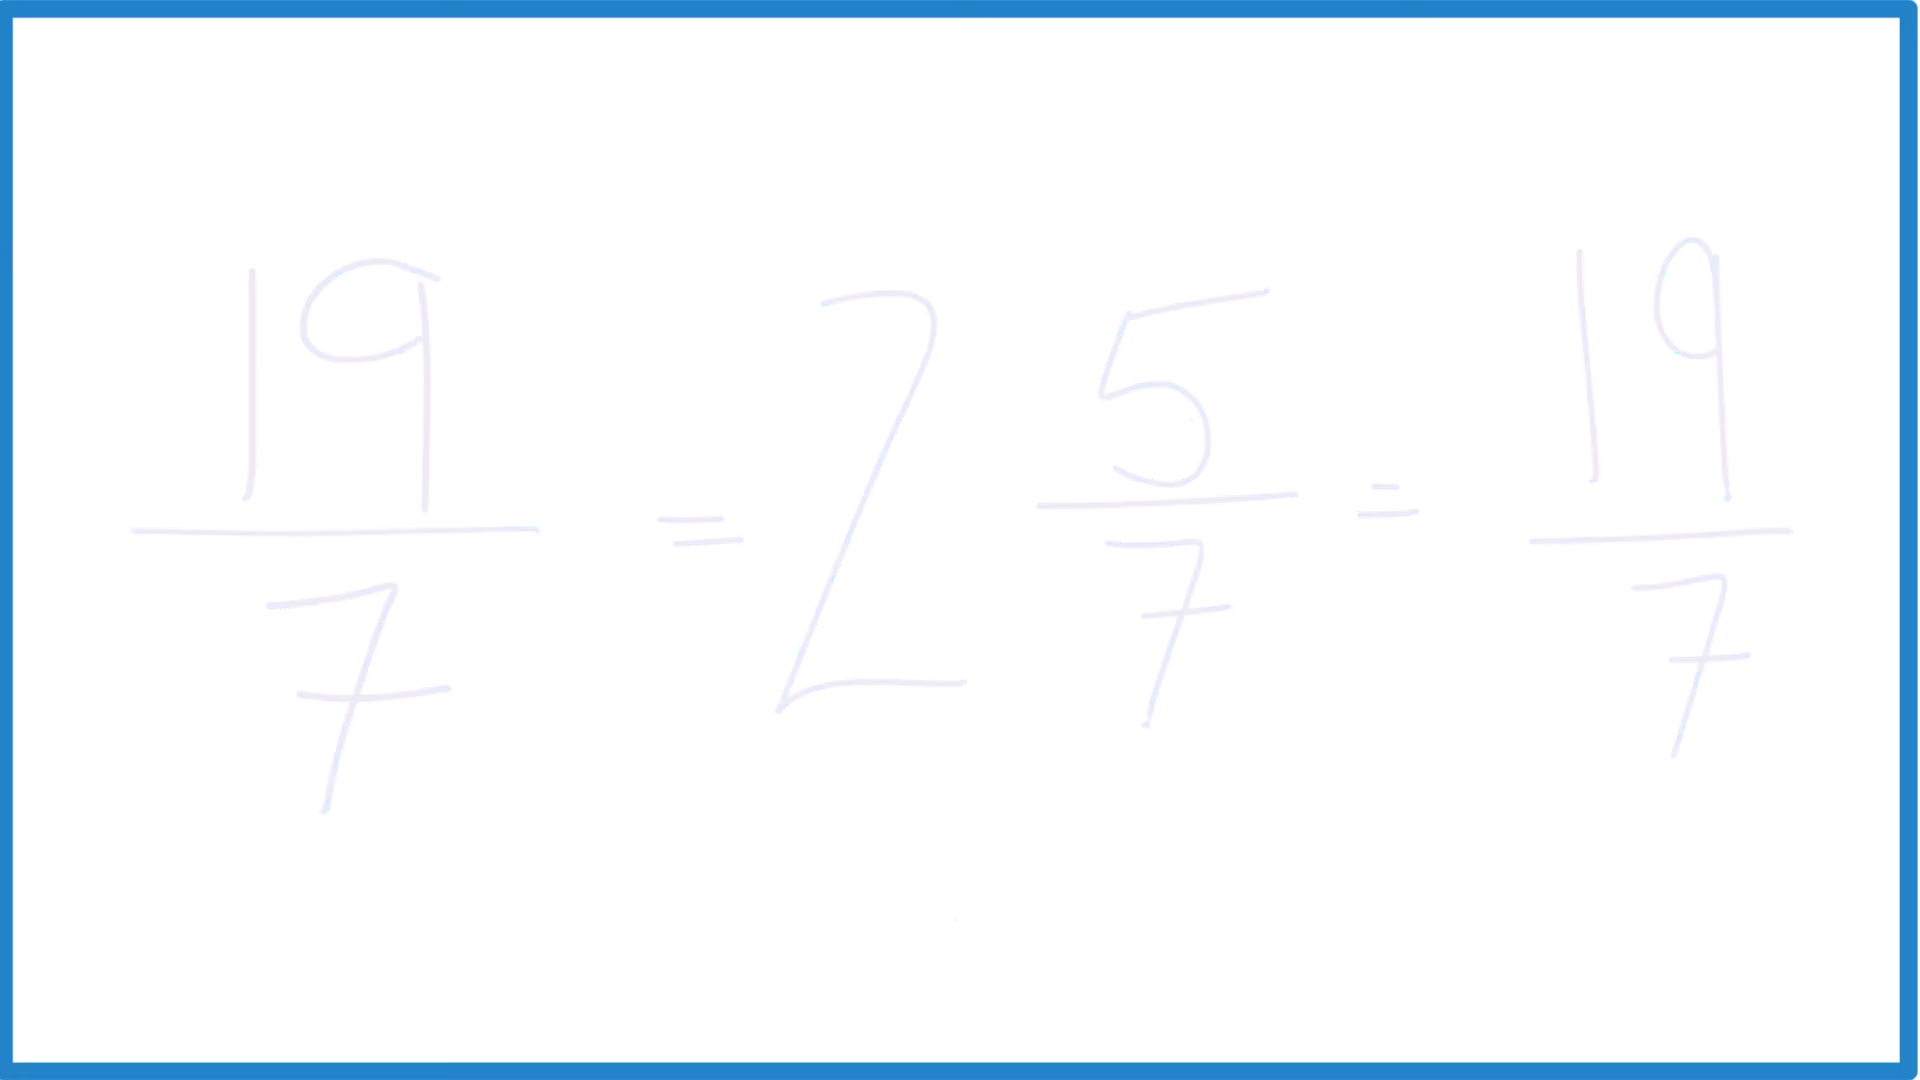 19/7 = 2 5/7 = 19/7